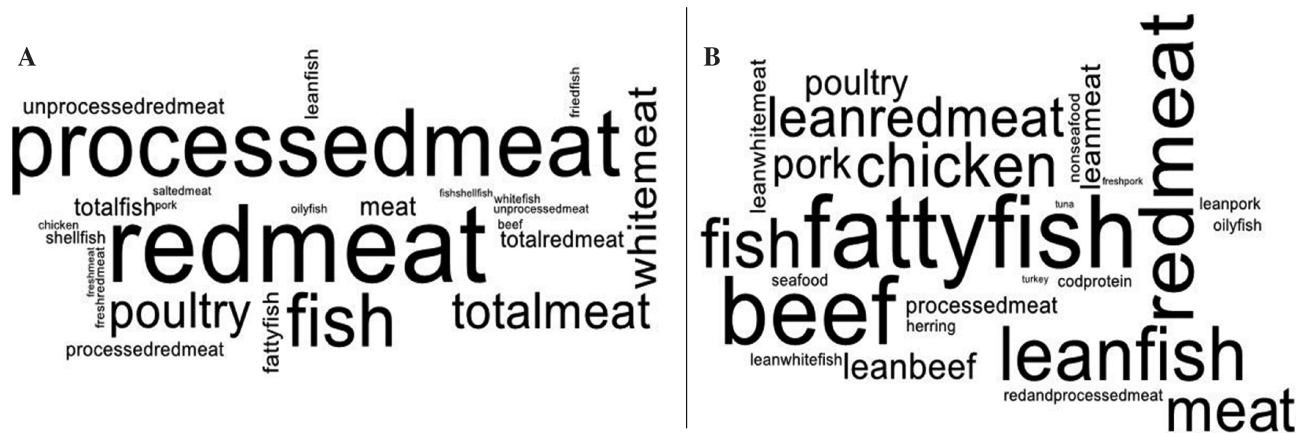 A
leanfish
friedfish
unprocessedredmeat
processedmeat
whitemeat
saltedmeat
totalfish
pork
oilyfish
meat
fishshellfish
whitefish
unprocessedmeat
chicken
shellfish
redmeat
beef
totalredmeat
freshmeat
freshredmeat
poultry
fattyfish
fish
totalmeat
processedredmeat
B
leanwhitemeat
poultry
leanredmeat
nonseafood
leanmeat
redmeat
pork
chicken
freshpork
fish
fattyfish
tuna
leanpork
oilyfish
seafood
turkey
codprotein
beef
processedmeat
herring
leanwhitefish
leanbeef
leanfish
redandprocessedmeat
meat